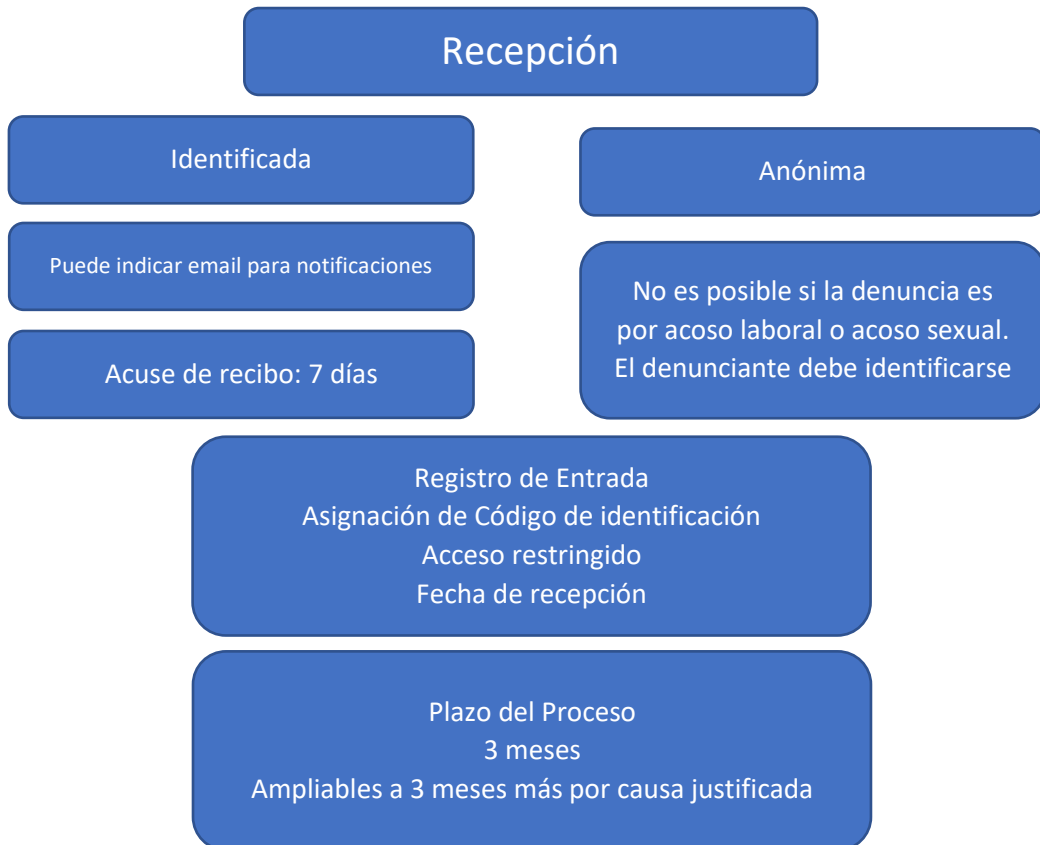 Recepción
Identificada
Puede indicar email para notificaciones
Acuse de recibo: 7 días
Anónima
No es posible si la denuncia es
por acoso laboral o acoso sexual.
El denunciante debe identificarse
Registro de Entrada
Asignación de Código de identificación
Acceso restringido
Fecha de recepción
Plazo del Proceso
3 meses
Ampliables a 3 meses más por causa justificada